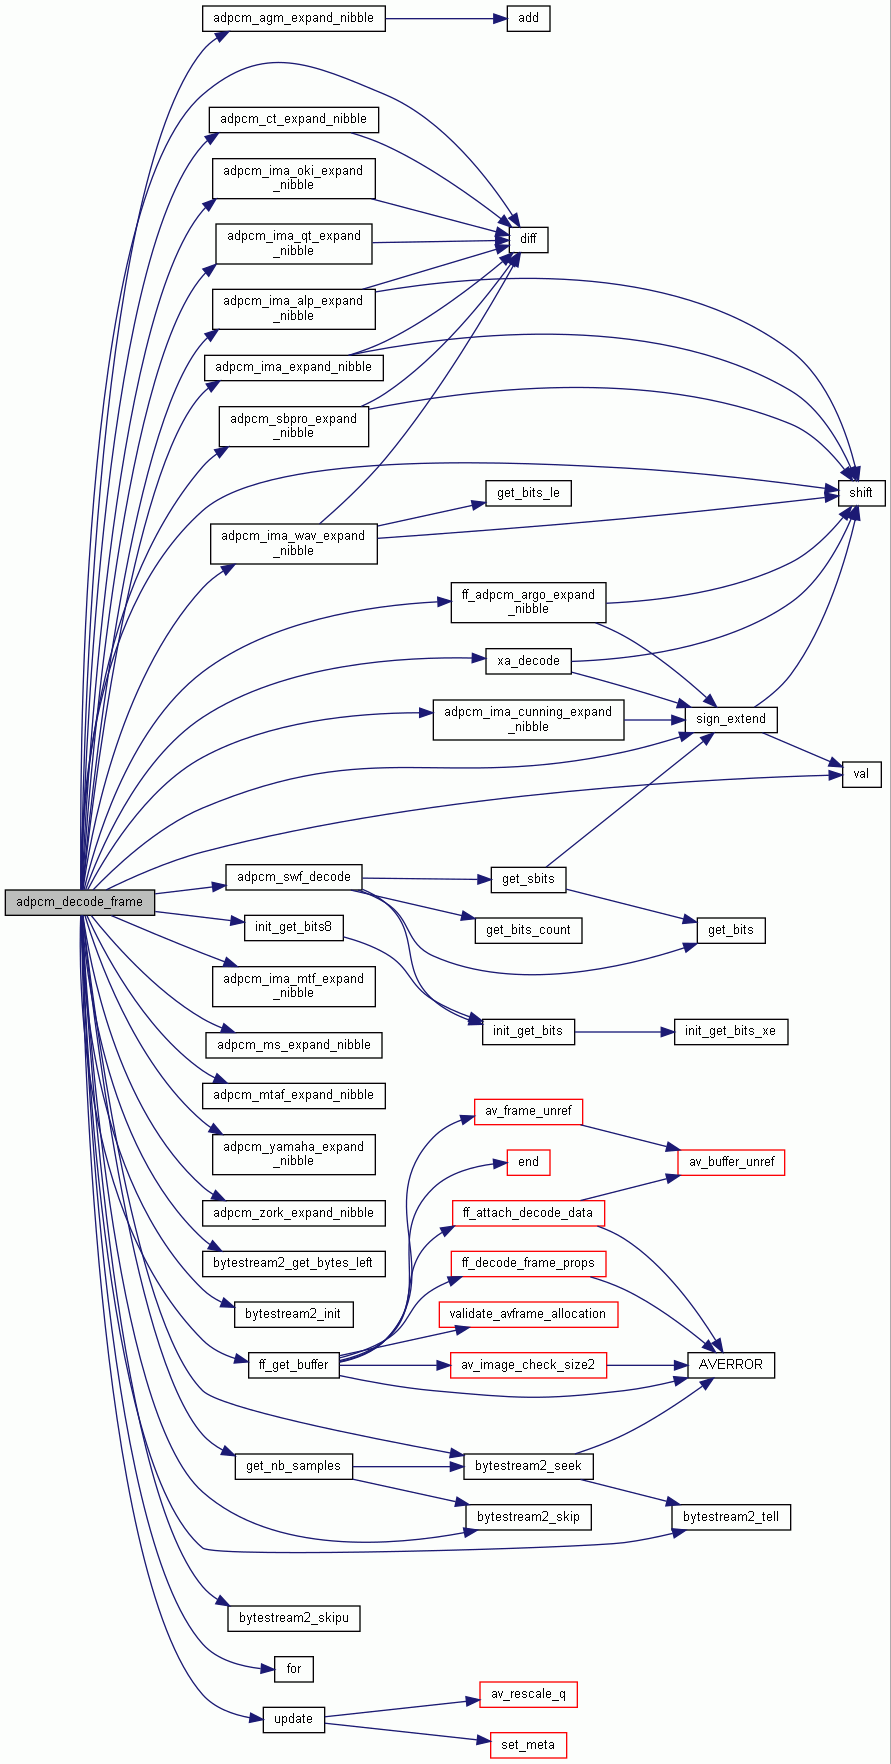 adpcm_agm_expand_nibble
add
adpcm_ct_expand_nibble
adpcm_ima_oki_expand
_nibble
adpcm_ima_qt_expand
_nibble
diff
adpcm_ima_alp_expand
_nibble
adpcm_ima_expand_nibble
adpcm_sbpro_expand
_nibble
get_bits_le
shift
adpcm_ima_wav_expand
_nibble
ff_adpcm_argo_expand
_nibble
xa_decode
adpcm_ima_cunning_expand
_nibble
sign_extend
val
adpcm_swf_decode
get_sbits
adpcm_decode_frame
init_get_bits8
get_bits_count
get_bits
adpcm_ima_mtf_expand
_nibble
init_get_bits
init_get_bits_xe
adpcm_ms_expand_nibble
adpcm_mtaf_expand_nibble
av_frame_unref
adpcm_yamaha_expand
_nibble
end
av_buffer_unref
adpcm_zork_expand_nibble
ff_attach_decode_data
bytestream2_get_bytes_left
ff_decode_frame_props
bytestream2_init
validate_avframe_allocation
ff_get_buffer
av_image_check_size2
AVERROR
get_nb_samples
bytestream2_seek
bytestream2_skip
bytestream2_tell
bytestream2_skipu
for
update
av_rescale_q
set_meta